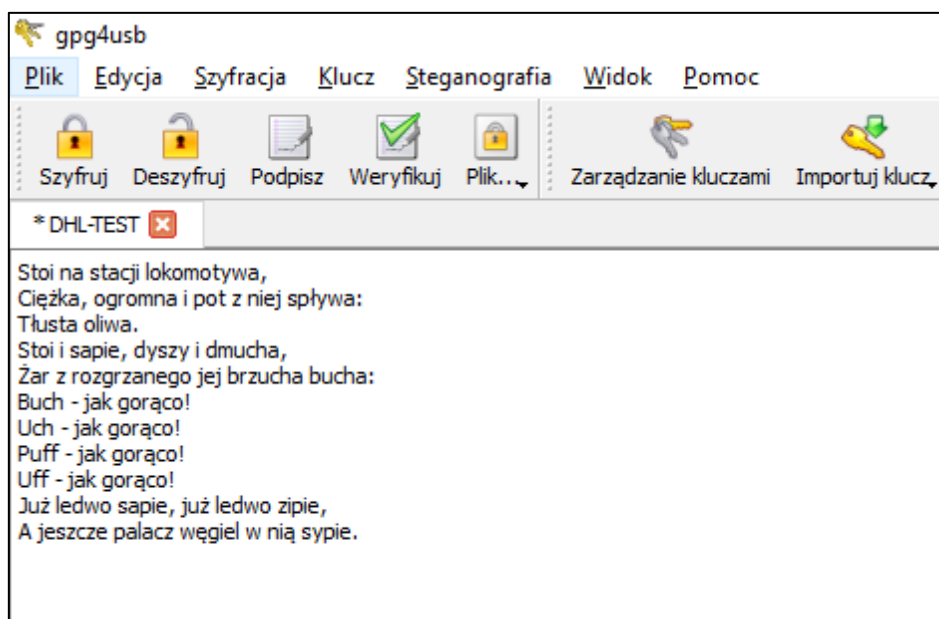 gpg4usb
Plik Edycja Szyfracja Klucz Steganografia Widok Pomoc
Szyfruj Deszyfruj Podpisz Weryfikuj Plik... Zarządzanie kluczami Importuj klucz
* DHL-TEST
Stoi na stacji lokomotywa,
Ciężka, ogromna i pot z niej spływa:
Tłusta oliwa.
Stoi i sapie, dyszy i dmucha,
Żar z rozgrzanego jej brzucha bucha:
Buch - jak gorąco!
Uch - jak gorąco!
Puff - jak gorąco!
Uff - jak gorąco!
Już ledwo sapie, już ledwo zipie,
A jeszcze palacz węgiel w nią sypie.